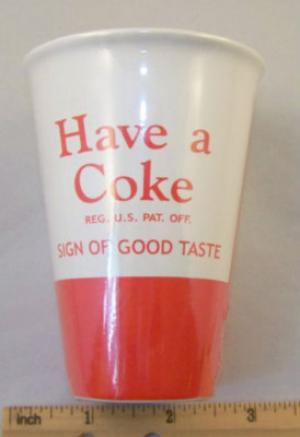 Have a
Coke
REG. U.S. PAT. OFF.
SIGN OF GOOD TASTE
inch 1 2 3